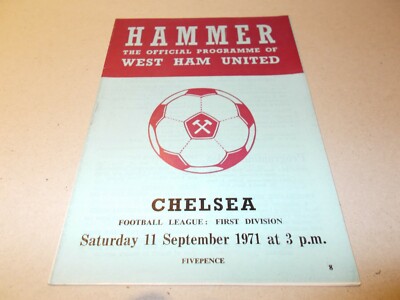 HAMMER
THE OFFICIAL PROGRAMME OF
WEST HAM UNITED
CHELSEA
FOOTBALL LEAGUE: FIRST DIVISION
Saturday 11 September 1971 at 3 p.m.
FIVEPENCE
8